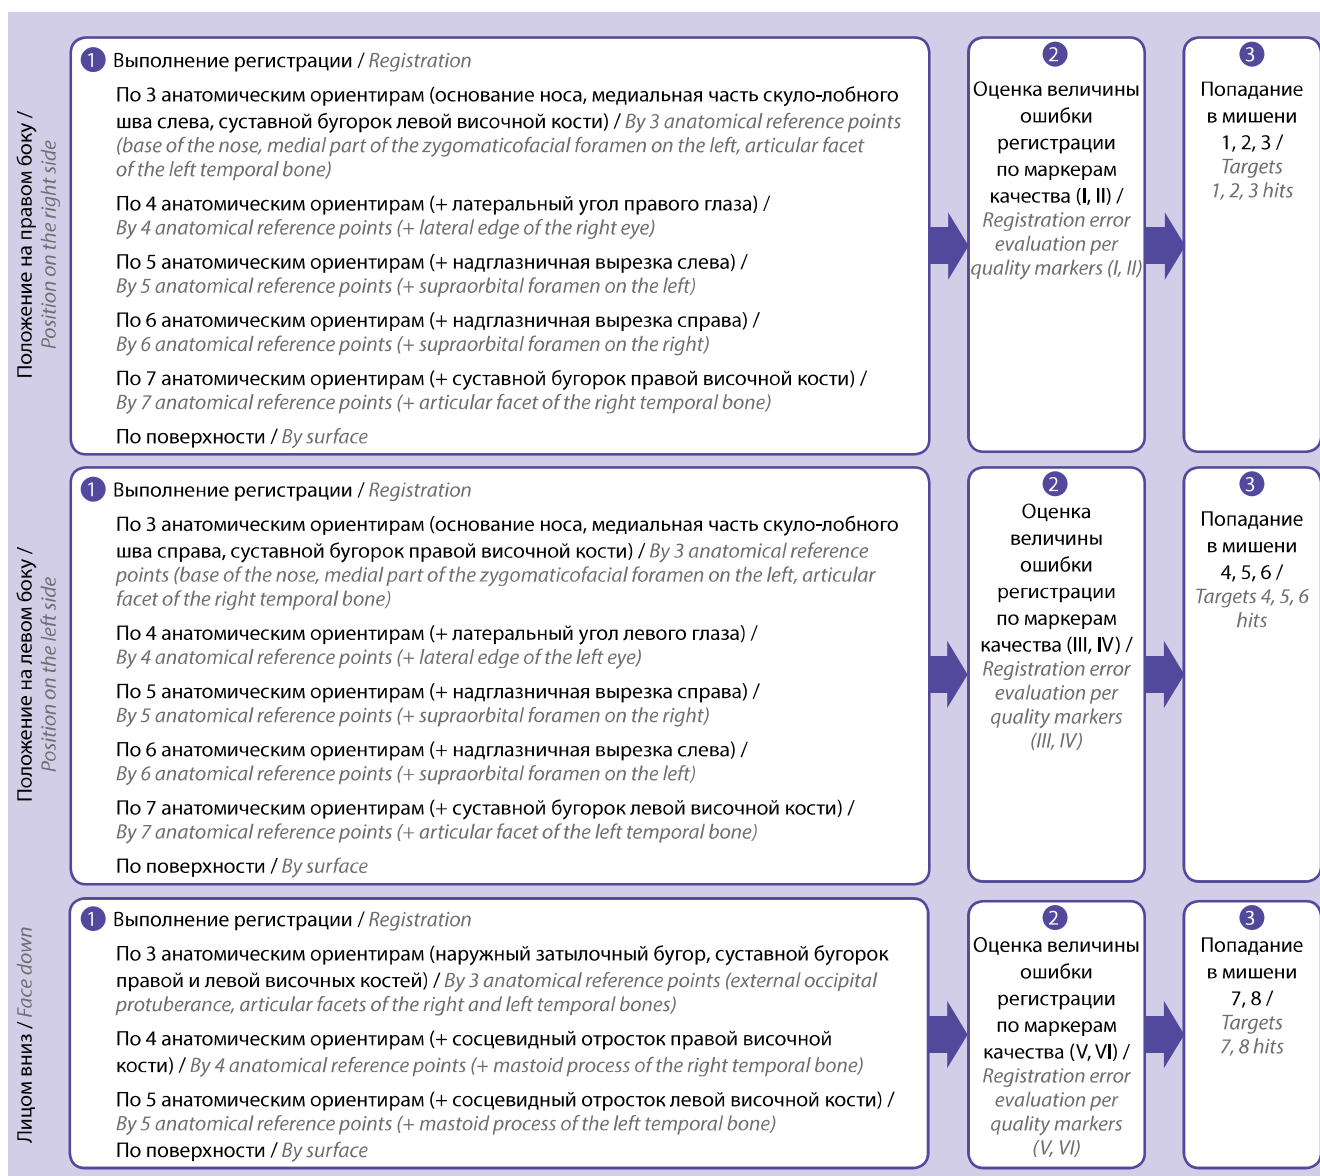 Положение на правом боку /
Position on the right side
1 Выполнение регистрации / Registration
По 3 анатомическим ориентирам (основание носа, медиальная часть скуло-лобного
шва слева, суставной бугорок левой височной кости) / By 3 anatomical reference points
(base of the nose, medial part of the zygomaticofacial foramen on the left, articular facet
of the left temporal bone)
По 4 анатомическим ориентирам (+ латеральный угол правого глаза) /
By 4 anatomical reference points (+ lateral edge of the right eye)
По 5 анатомическим ориентирам (+ надглазничная вырезка слева) /
By 5 anatomical reference points (+ supraorbital foramen on the left)
По 6 анатомическим ориентирам (+ надглазничная вырезка справа) /
By 6 anatomical reference points (+ supraorbital foramen on the right)
По 7 анатомическим ориентирам (+ суставной бугорок правой височной кости) /
By 7 anatomical reference points (+ articular facet of the right temporal bone)
По поверхности / By surface
2
Оценка величины
ошибки
регистрации
по маркерам
качества (I, II) /
Registration error
evaluation per
quality markers (I, II)
3
Попадание
в мишени
1, 2, 3 /
Targets
1, 2, 3 hits
Положение на левом боку /
Position on the left side
1 Выполнение регистрации / Registration
По 3 анатомическим ориентирам (основание носа, медиальная часть скуло-лобного
шва справа, суставной бугорок правой височной кости) / By 3 anatomical reference
points (base of the nose, medial part of the zygomaticofacial foramen on the left, articular
facet of the right temporal bone)
По 4 анатомическим ориентирам (+ латеральный угол левого глаза) /
By 4 anatomical reference points (+ lateral edge of the left eye)
По 5 анатомическим ориентирам (+ надглазничная вырезка справа) /
By 5 anatomical reference points (+ supraorbital foramen on the right)
По 6 анатомическим ориентирам (+ надглазничная вырезка слева) /
By 6 anatomical reference points (+ supraorbital foramen on the left)
По 7 анатомическим ориентирам (+ суставной бугорок левой височной кости) /
By 7 anatomical reference points (+ articular facet of the left temporal bone)
По поверхности / By surface
2
Оценка
величины
ошибки
регистрации
по маркерам
качества (III, IV) /
Registration error
evaluation per
quality markers
(III, IV)
3
Попадание
в мишени
4, 5, 6 /
Targets 4, 5, 6
hits
Лицом вниз / Face down
1 Выполнение регистрации / Registration
По 3 анатомическим ориентирам (наружный затылочный бугор, суставной бугорок
правой и левой височных костей) / By 3 anatomical reference points (external occipital
protuberance, articular facets of the right and left temporal bones)
По 4 анатомическим ориентирам (+ сосцевидный отросток правой височной
кости) / By 4 anatomical reference points (+ mastoid process of the right temporal bone)
По 5 анатомическим ориентирам (+ сосцевидный отросток левой височной кости) /
By 5 anatomical reference points (+ mastoid process of the left temporal bone)
По поверхности / By surface
2
Оценка величины
ошибки
регистрации
по маркерам
качества (V, VI) /
Registration error
evaluation per
quality markers
(V, VI)
3
Попадание
в мишени
7, 8 /
Targets
7, 8 hits